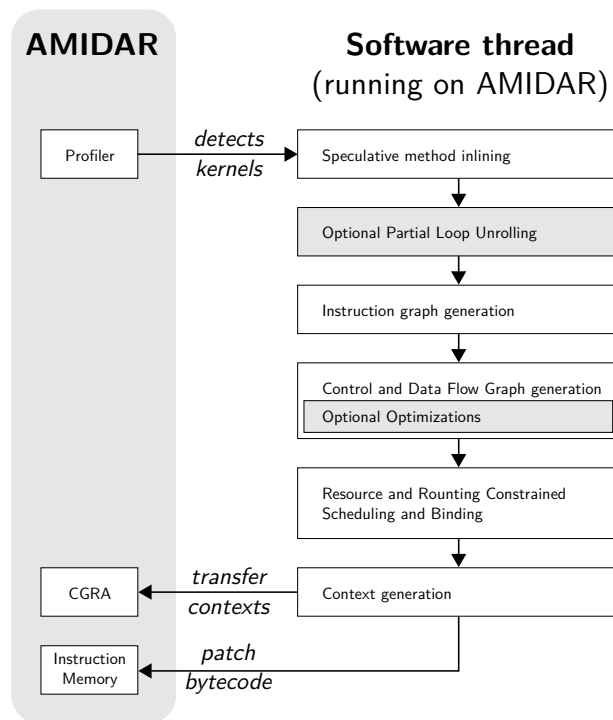 AMIDAR
Software thread
(running on AMIDAR)
Profiler
detects
kernels
Speculative method inlining
Optional Partial Loop Unrolling
Instruction graph generation
Control and Data Flow Graph generation
Optional Optimizations
Resource and Rounting Constrained
Scheduling and Binding
CGRA
transfer
contexts
Context generation
Instruction
Memory
patch
bytecode